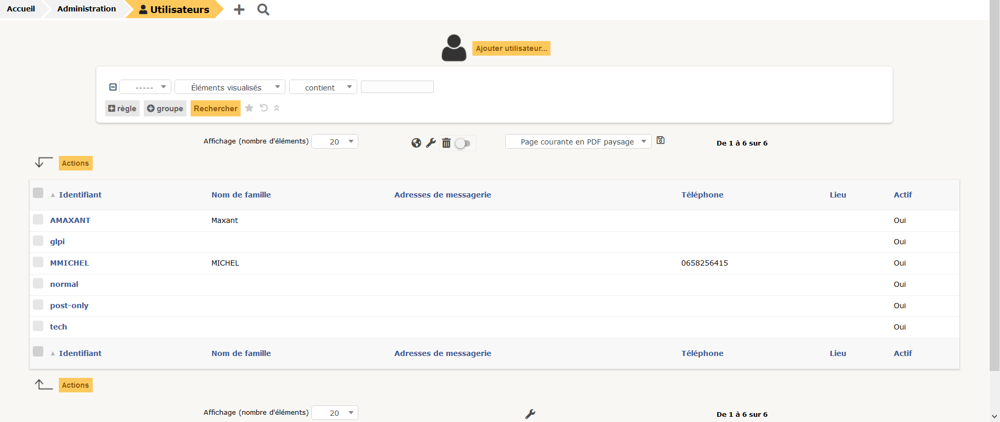 Accueil Administration Utilisateurs
Ajouter utilisateur...
----- Éléments visualisés contient
règle groupe Rechercher
Affichage (nombre d'éléments) 20 Page courante en PDF paysage De 1 à 6 sur 6
Actions
Identifiant Nom de famille Adresses de messagerie Téléphone Lieu Actif
AMAXANT Maxant Oui
glpi Oui
MMICHEL MICHEL 0658256415 Oui
normal Oui
post-only Oui
tech Oui
Identifiant Nom de famille Adresses de messagerie Téléphone Lieu Actif
Actions
Affichage (nombre d'éléments) 20 De 1 à 6 sur 6